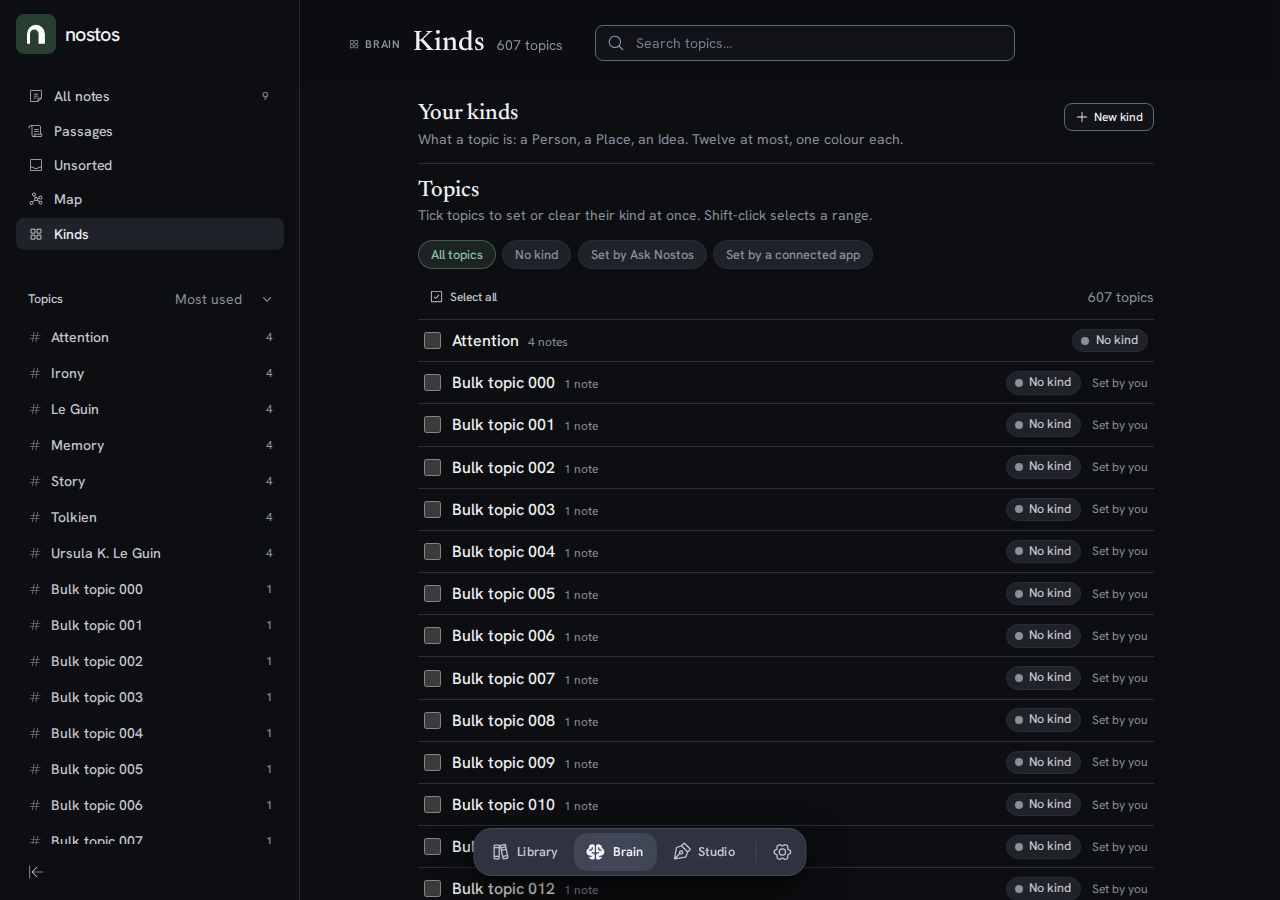 nostos
All notes 9
Passages
Unsorted
Map
Kinds
Topics Most used
# Attention 4
# Irony 4
# Le Guin 4
# Memory 4
# Story 4
# Tolkien 4
# Ursula K. Le Guin 4
# Bulk topic 000 1
# Bulk topic 001 1
# Bulk topic 002 1
# Bulk topic 003 1
# Bulk topic 004 1
# Bulk topic 005 1
# Bulk topic 006 1
# Bulk topic 007 1
BRAIN Kinds 607 topics
Search topics...
Your kinds
What a topic is: a Person, a Place, an Idea. Twelve at most, one colour each.
New kind
Topics
Tick topics to set or clear their kind at once. Shift-click selects a range.
All topics No kind Set by Ask Nostos Set by a connected app
Select all 607 topics
Attention 4 notes No kind
Bulk topic 000 1 note No kind Set by you
Bulk topic 001 1 note No kind Set by you
Bulk topic 002 1 note No kind Set by you
Bulk topic 003 1 note No kind Set by you
Bulk topic 004 1 note No kind Set by you
Bulk topic 005 1 note No kind Set by you
Bulk topic 006 1 note No kind Set by you
Bulk topic 007 1 note No kind Set by you
Bulk topic 008 1 note No kind Set by you
Bulk topic 009 1 note No kind Set by you
Bulk topic 010 1 note No kind Set by you
No kind Set by you
Bulk topic 012 1 note No kind Set by you
Library Brain Studio